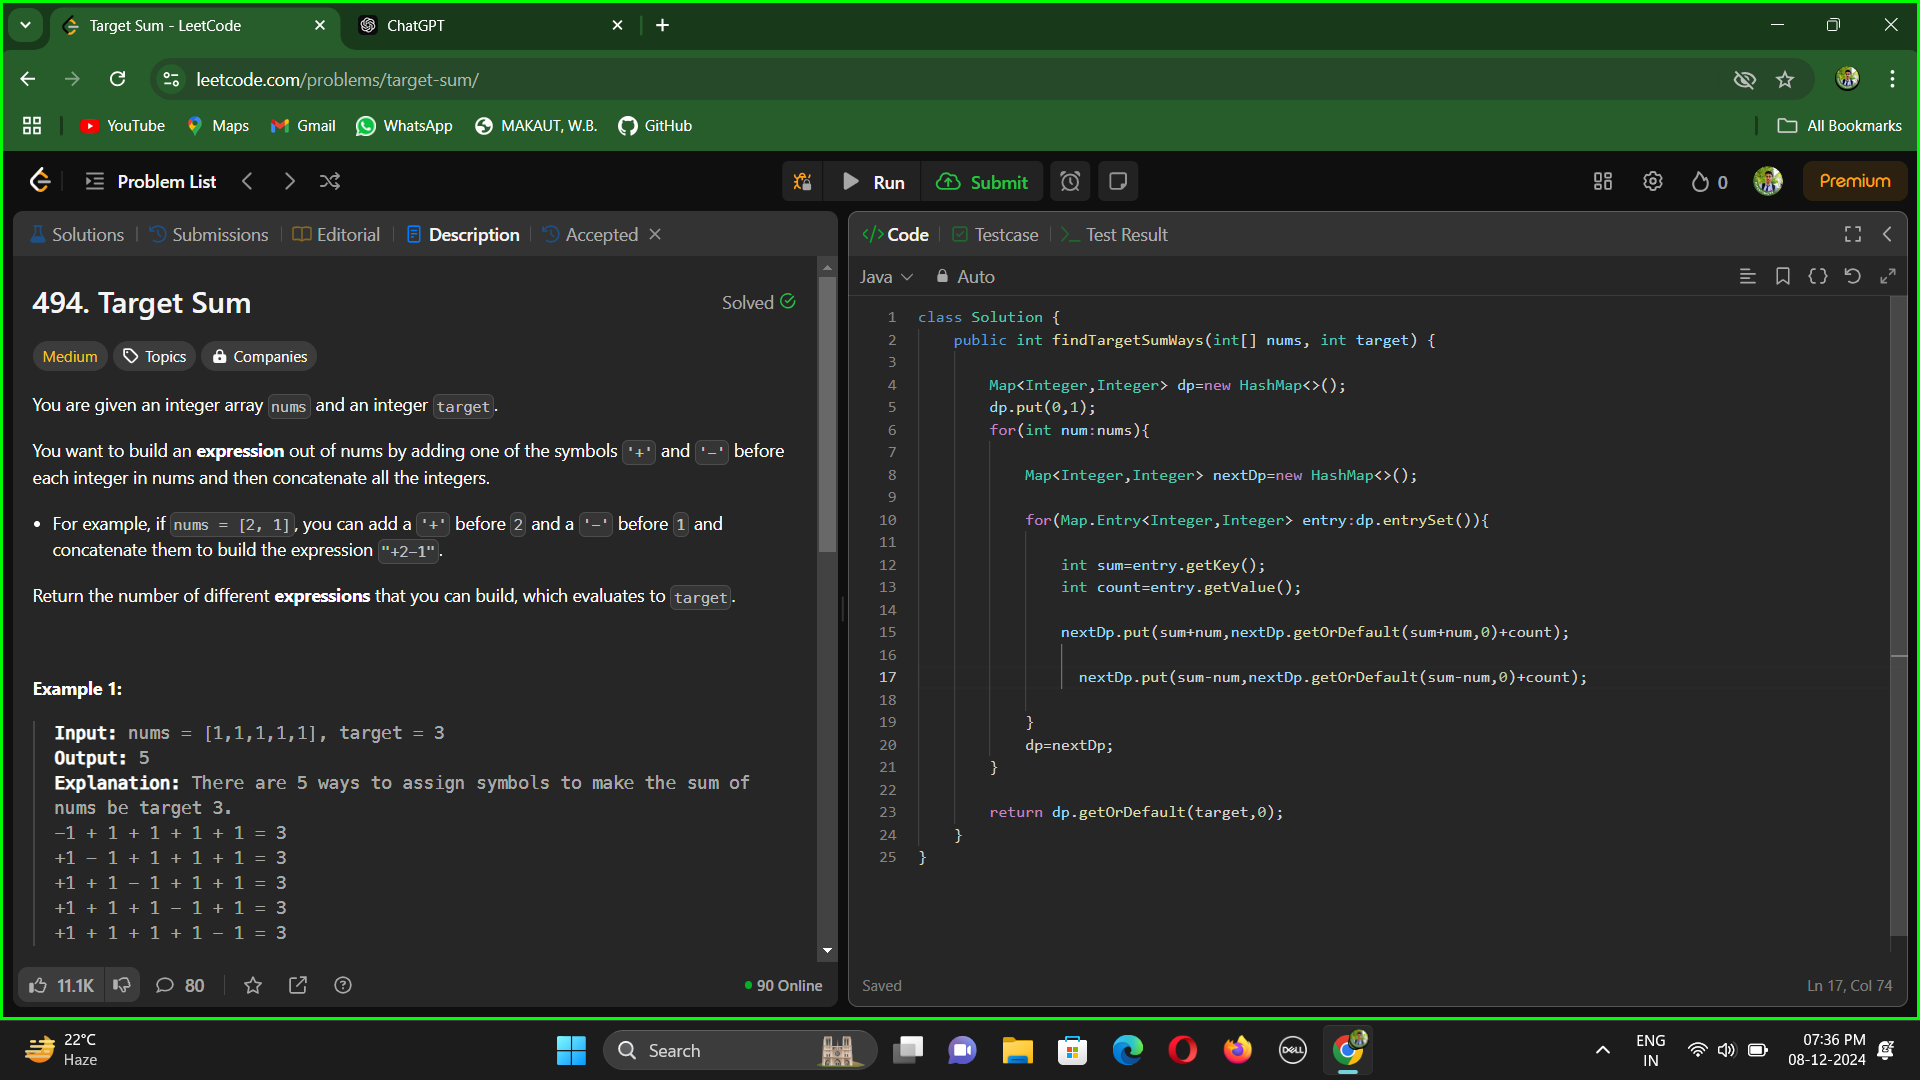 Target Sum - LeetCode
ChatGPT
leetcode.com/problems/target-sum/
YouTube
Maps
Gmail
WhatsApp
MAKAUT, W.B.
GitHub
All Bookmarks
Problem List
Run
Submit
0
Premium
Solutions
Submissions
Editorial
Description
Accepted
494. Target Sum
Solved
Medium
Topics
Companies
You are given an integer array nums and an integer target.
You want to build an expression out of nums by adding one of the symbols '+' and '-' before
each integer in nums and then concatenate all the integers.
• For example, if nums = [2, 1], you can add a '+' before 2 and a '-' before 1 and
concatenate them to build the expression "+2-1".
Return the number of different expressions that you can build, which evaluates to target.
Example 1:
Input: nums = [1,1,1,1,1], target = 3
Output: 5
Explanation: There are 5 ways to assign symbols to make the sum of
nums be target 3.
-1 + 1 + 1 + 1 + 1 = 3
+1 - 1 + 1 + 1 + 1 = 3
+1 + 1 - 1 + 1 + 1 = 3
+1 + 1 + 1 - 1 + 1 = 3
+1 + 1 + 1 + 1 - 1 = 3
11.1K
80
90 Online
</> Code
Testcase
>_ Test Result
Java
Auto
1 class Solution {
2 public int findTargetSumWays(int[] nums, int target) {
3
4 Map<Integer,Integer> dp=new HashMap<>();
5 dp.put(0,1);
6 for(int num:nums){
7
8 Map<Integer,Integer> nextDp=new HashMap<>();
9
10 for(Map.Entry<Integer,Integer> entry:dp.entrySet()){
11
12 int sum=entry.getKey();
13 int count=entry.getValue();
14
15 nextDp.put(sum+num,nextDp.getOrDefault(sum+num,0)+count);
16
17 nextDp.put(sum-num,nextDp.getOrDefault(sum-num,0)+count);
18
19 }
20 dp=nextDp;
21 }
22
23 return dp.getOrDefault(target,0);
24 }
25 }
Saved
Ln 17, Col 74
22°C
Haze
Search
DELL
ENG
IN
07:36 PM
08-12-2024